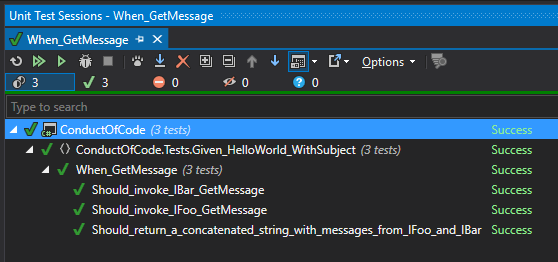 Unit Test Sessions - When_GetMessage
When_GetMessage
Options
3 3 0 0 0
Type to search
ConductOfCode (3 tests) Success
ConductOfCode.Tests.Given_HelloWorld_WithSubject (3 tests) Success
When_GetMessage (3 tests) Success
Should_invoke_IBar_GetMessage Success
Should_invoke_IFoo_GetMessage Success
Should_return_a_concatenated_string_with_messages_from_IFoo_and_IBar Success